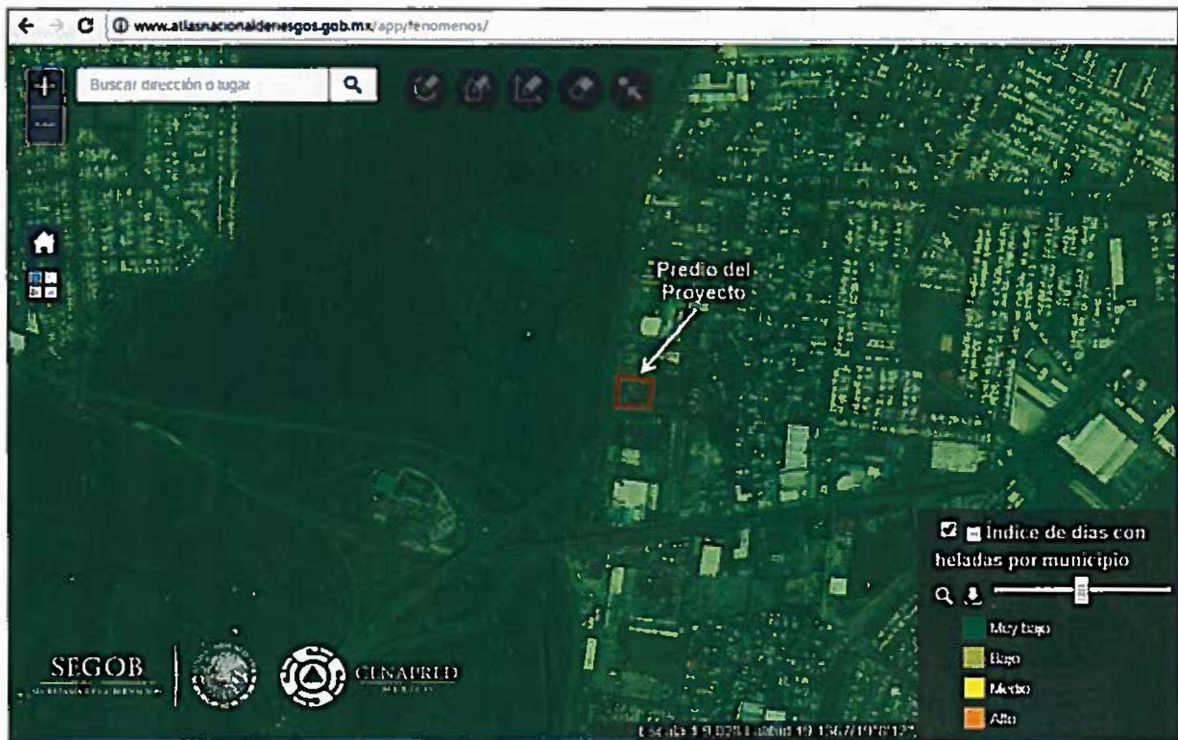 www.atlasnacionalderiesgos.gob.mx/app/fenomenos/
Buscar dirección o lugar
Predio del
Proyecto
Índice de días con
heladas por municipio
Muy bajo
Bajo
Medio
Alto
SEGOB
CENAPRED
MÉXICO